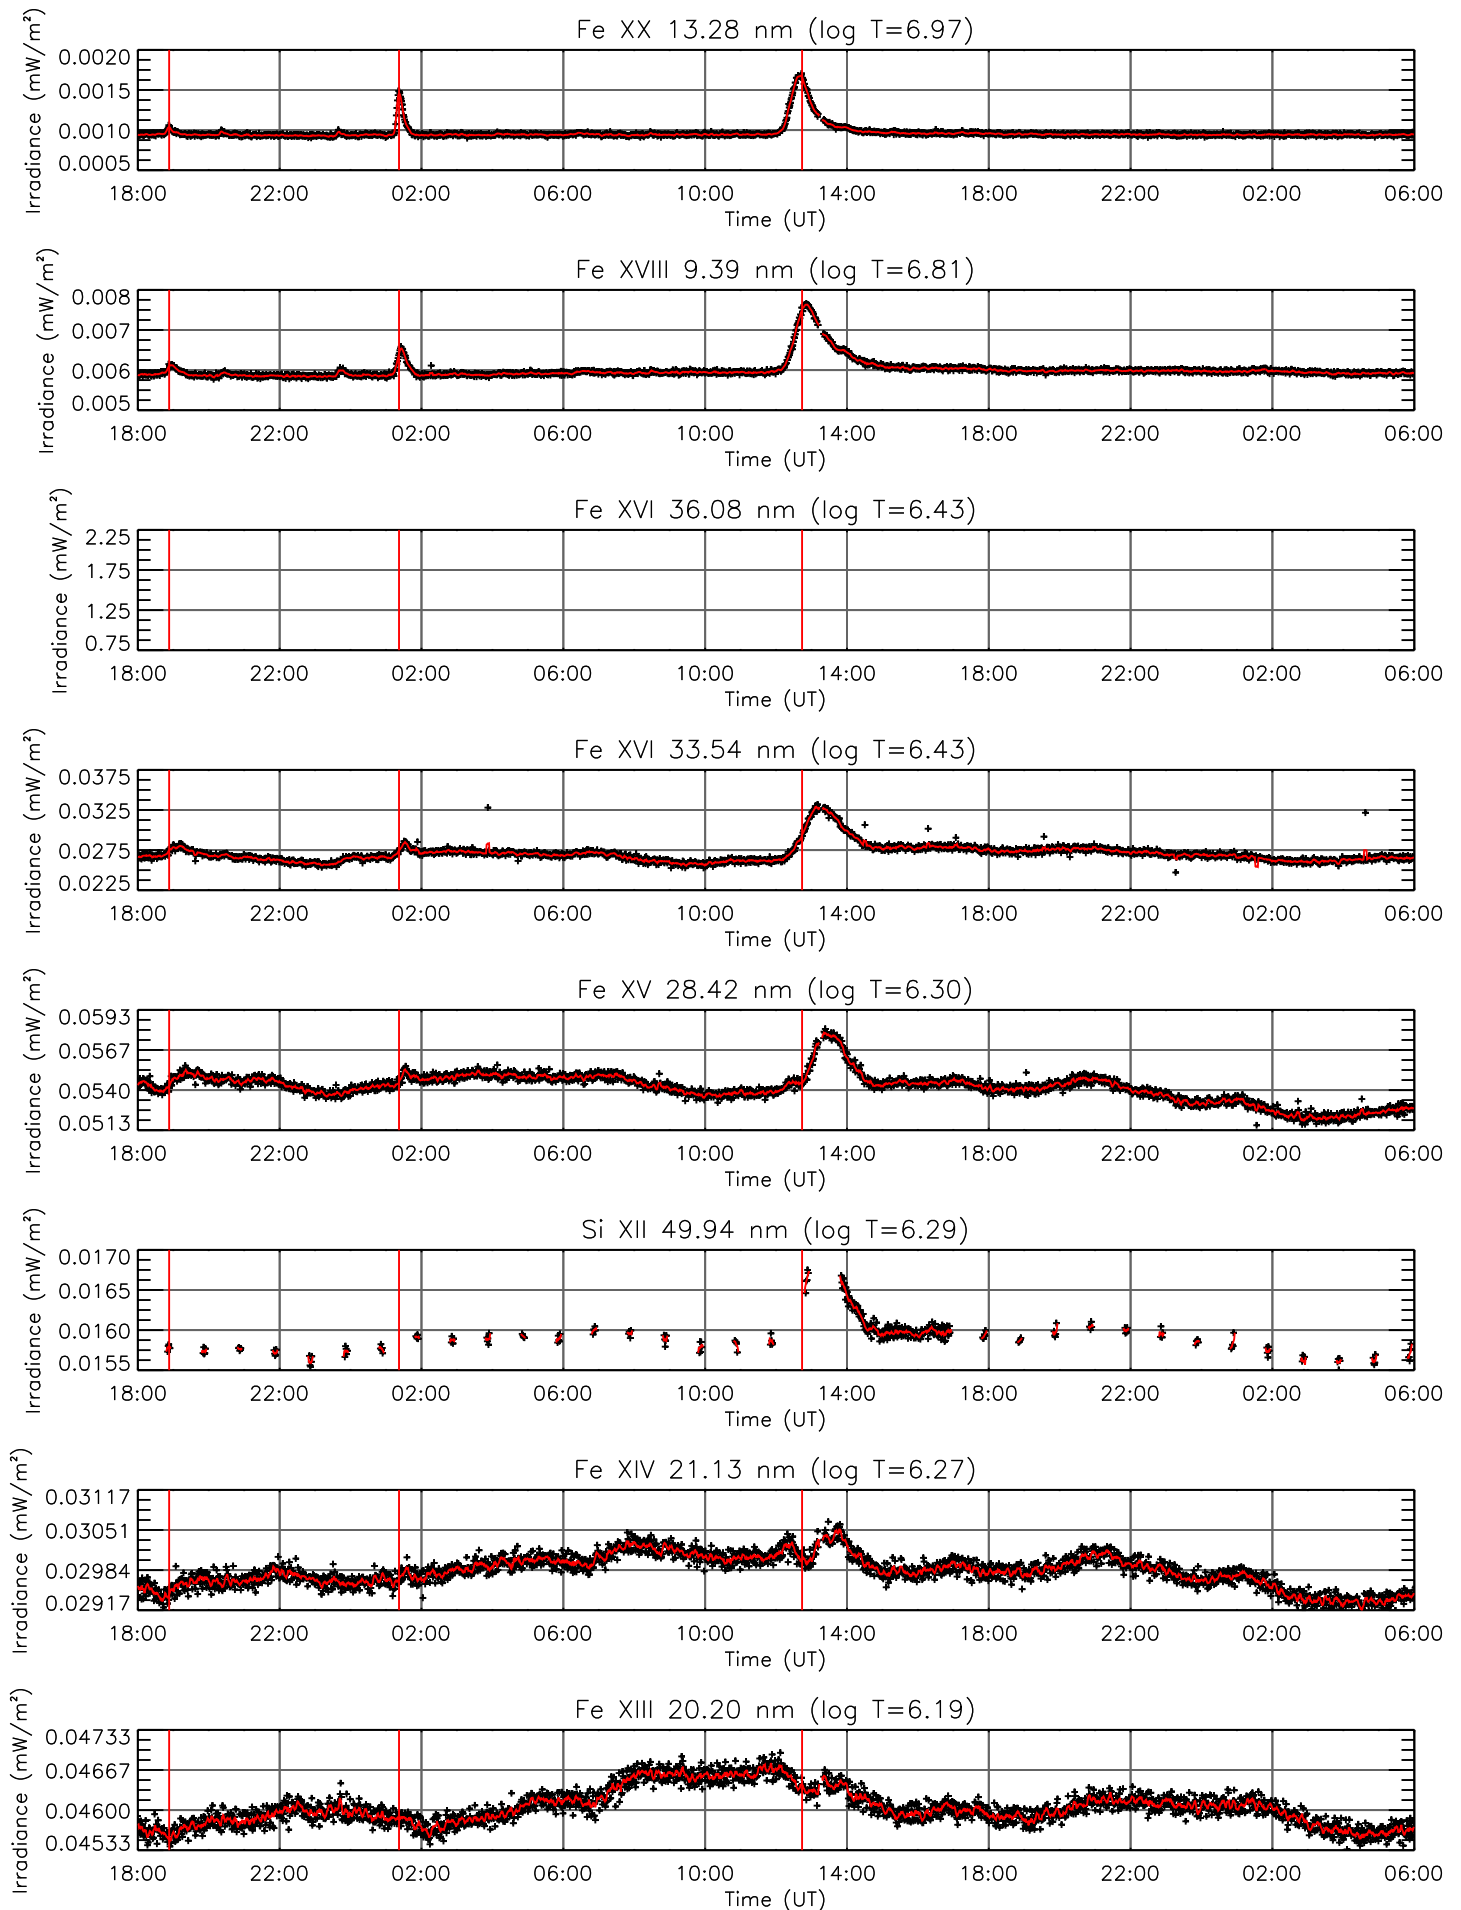 Fe XX 13.28 nm (log T=6.97)
Irradiance (mW/m²)
0.0020
0.0015
0.0010
0.0005
18:00 22:00 02:00 06:00 10:00 14:00 18:00 22:00 02:00 06:00
Time (UT)
Fe XVIII 9.39 nm (log T=6.81)
Irradiance (mW/m²)
0.008
0.007
0.006
0.005
18:00 22:00 02:00 06:00 10:00 14:00 18:00 22:00 02:00 06:00
Time (UT)
Fe XVI 36.08 nm (log T=6.43)
Irradiance (mW/m²)
2.25
1.75
1.25
0.75
18:00 22:00 02:00 06:00 10:00 14:00 18:00 22:00 02:00 06:00
Time (UT)
Fe XVI 33.54 nm (log T=6.43)
Irradiance (mW/m²)
0.0375
0.0325
0.0275
0.0225
18:00 22:00 02:00 06:00 10:00 14:00 18:00 22:00 02:00 06:00
Time (UT)
Fe XV 28.42 nm (log T=6.30)
Irradiance (mW/m²)
0.0593
0.0567
0.0540
0.0513
18:00 22:00 02:00 06:00 10:00 14:00 18:00 22:00 02:00 06:00
Time (UT)
Si XII 49.94 nm (log T=6.29)
Irradiance (mW/m²)
0.0170
0.0165
0.0160
0.0155
18:00 22:00 02:00 06:00 10:00 14:00 18:00 22:00 02:00 06:00
Time (UT)
Fe XIV 21.13 nm (log T=6.27)
Irradiance (mW/m²)
0.03117
0.03051
0.02984
0.02917
18:00 22:00 02:00 06:00 10:00 14:00 18:00 22:00 02:00 06:00
Time (UT)
Fe XIII 20.20 nm (log T=6.19)
Irradiance (mW/m²)
0.04733
0.04667
0.04600
0.04533
18:00 22:00 02:00 06:00 10:00 14:00 18:00 22:00 02:00 06:00
Time (UT)